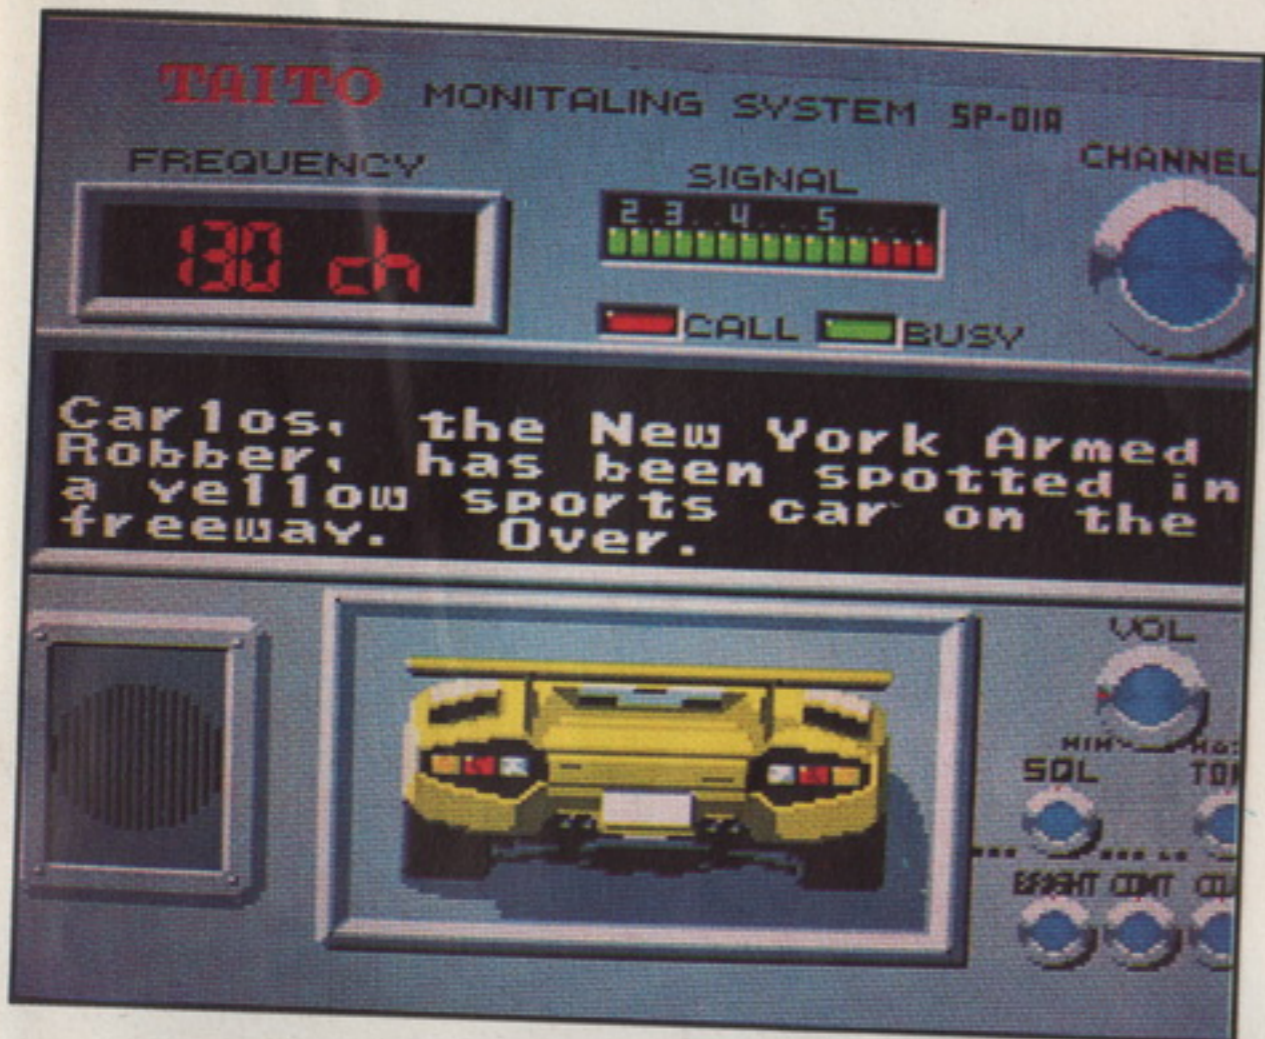 TAITO MONITALING SYSTEM SP-01A
FREQUENCY
SIGNAL
CHANNEL
130 ch
2.3...4....5.....
CALL
BUSY
Carlos, the New York Armed
Robber, has been spotted in
a yellow sports car on the
freeway. Over.
VOL
SQL
BRIGHT CONT